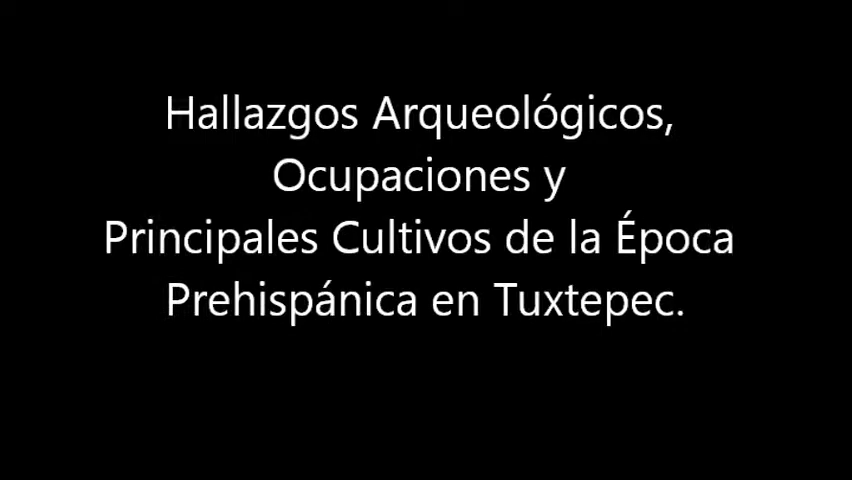 Hallazgos Arqueológicos,
Ocupaciones y
Principales Cultivos de la Época
Prehispánica en Tuxtepec.